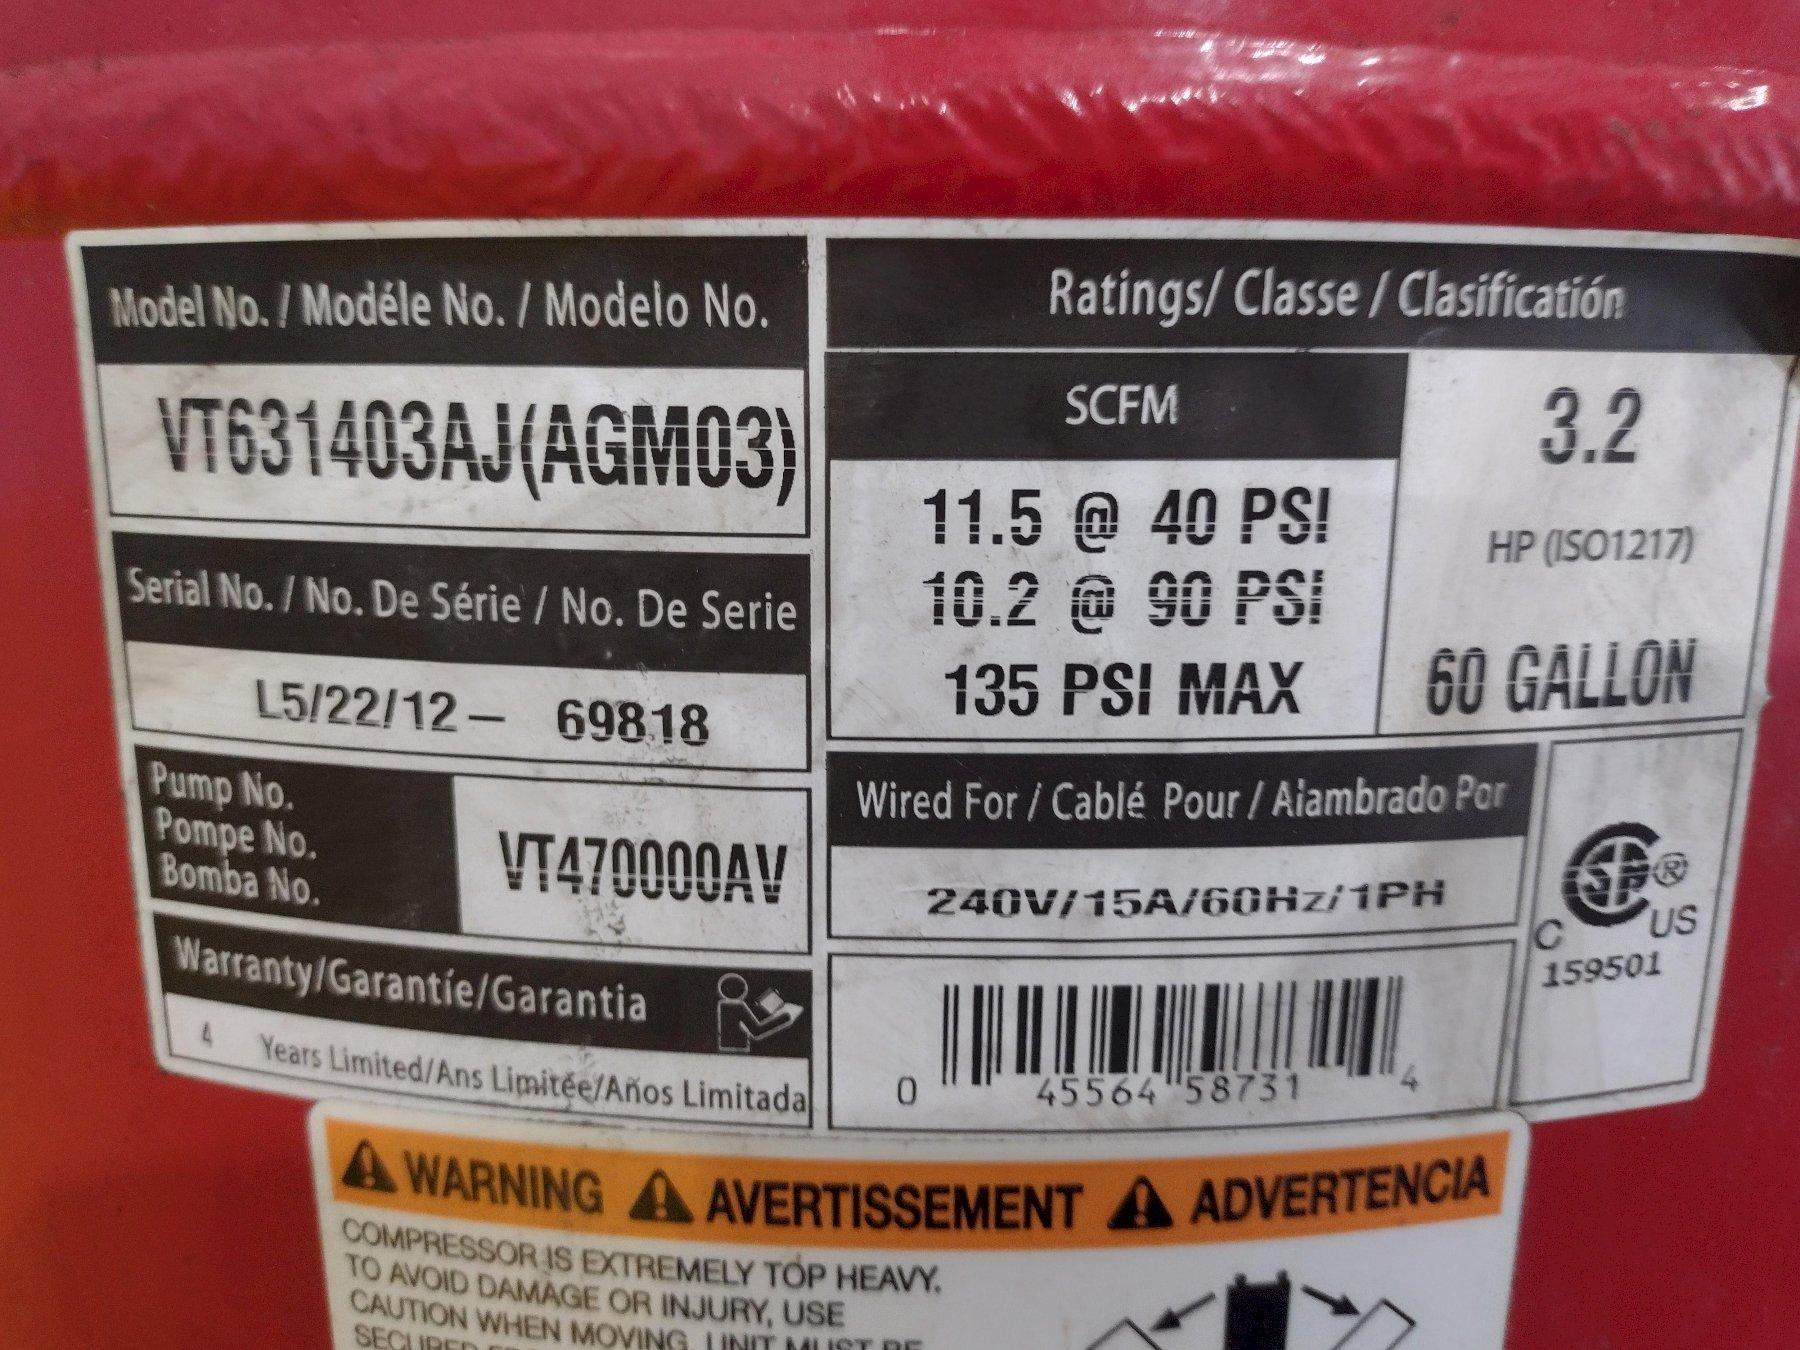 Model No. / Modéle No. / Modelo No.
VT631403AJ(AGM03)
Serial No. / No. De Série / No. De Serie
L5/22/12 – 69818
Pump No.
Pompe No.
Bomba No.
VT470000AV
Warranty/Garantíe/Garantia
4 Years Limited/Ans Limitée/Años Limitada
Ratings/ Classe / Clasificatión
SCFM
11.5 @ 40 PSI
10.2 @ 90 PSI
135 PSI MAX
3.2
HP (ISO1217)
60 GALLON
Wired For / Cablé Pour / Alambrado Por
240V/15A/60Hz/1PH
0 45564 58731 4
CSA®
C US
159501
WARNING AVERTISSEMENT ADVERTENCIA
COMPRESSOR IS EXTREMELY TOP HEAVY.
TO AVOID DAMAGE OR INJURY, USE
CAUTION WHEN MOVING. UNIT MUST BE